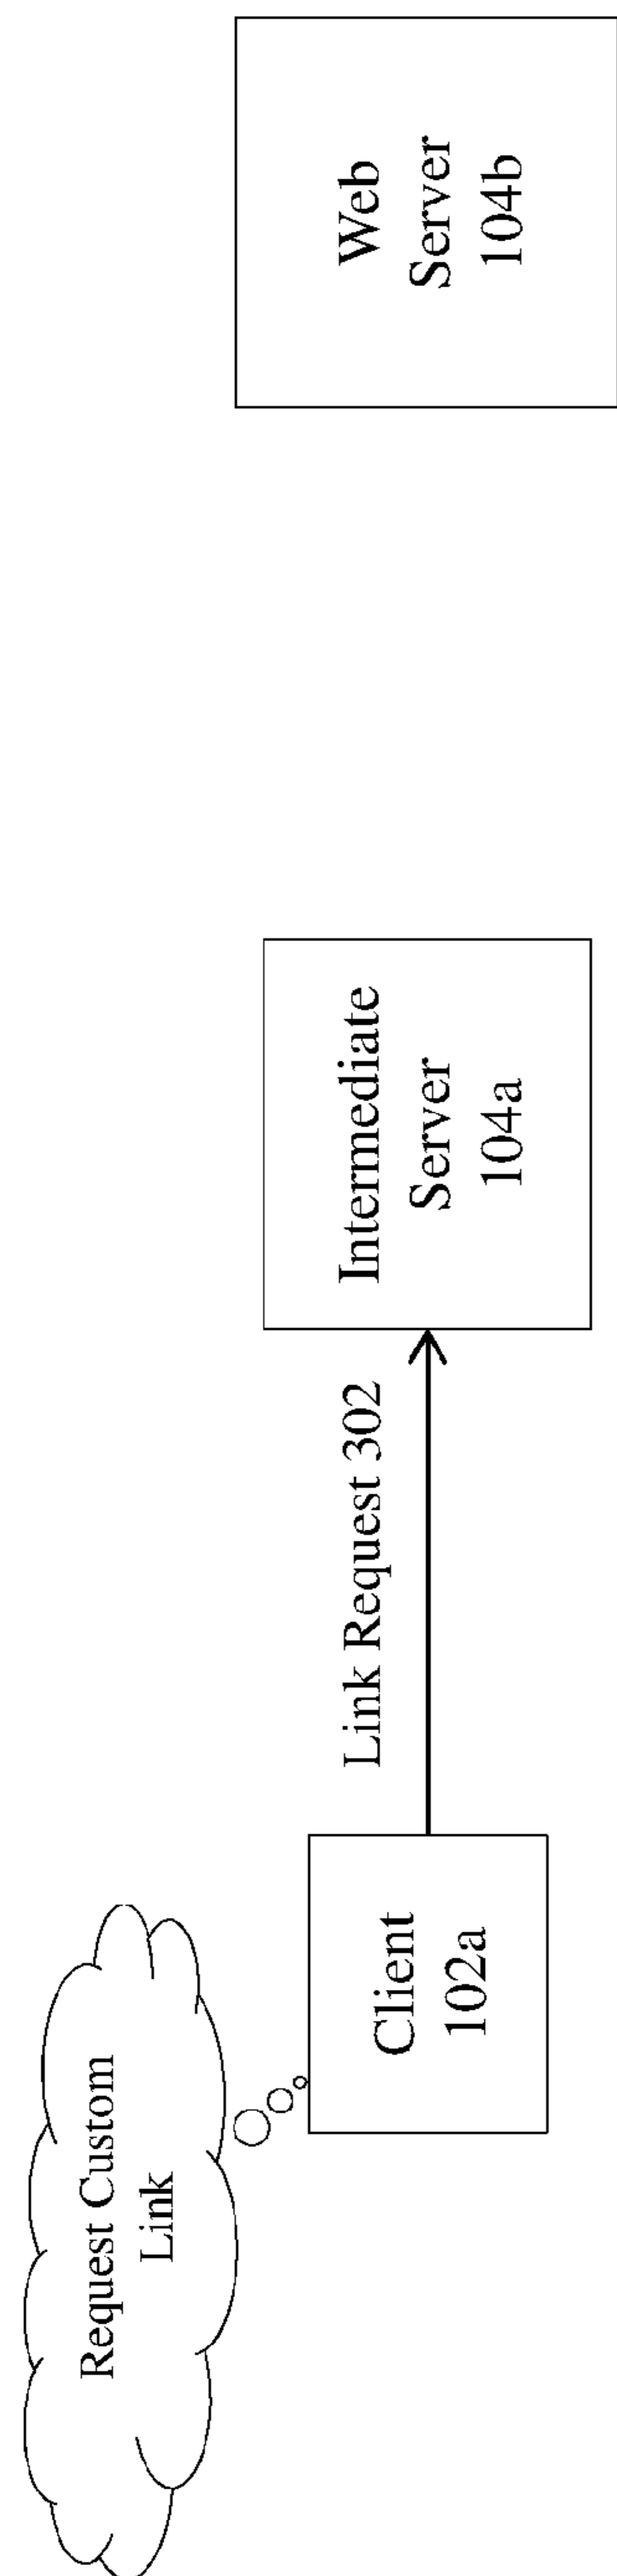 Request Custom
Link
Client
102a
Link Request 302
Intermediate
Server
104a
Web
Server
104b